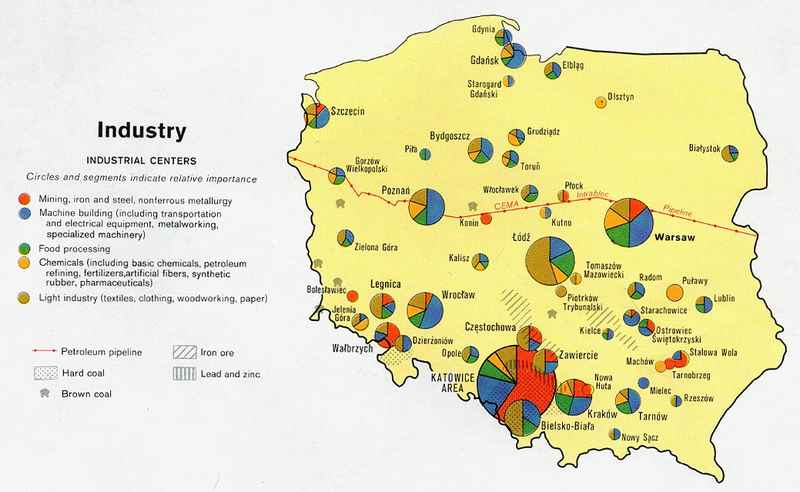 Industry
INDUSTRIAL CENTERS
Circles and segments indicate relative importance
Mining, iron and steel, nonferrous metallurgy
Machine building (including transportation
and electrical equipment, metalworking,
specialized machinery)
Food processing
Chemicals (including basic chemicals, petroleum
refining, fertilizers,artificial fibers, synthetic
rubber, pharmaceuticals)
Light industry (textiles, clothing, woodworking, paper)
Petroleum pipeline
Iron ore
Hard coal
Lead and zinc
Brown coal
Gdynia
Gdańsk
Elbląg
Starogard
Gdański
Olsztyn
Szczecin
Bydgoszcz
Grudziądz
Piła
Toruń
Białystok
Gorzów
Wielkopolski
Poznań
Włocławek
Płock
CEMA
Intrabloc
Pipeline
Konin
Kutno
Warsaw
Zielona Góra
Kalisz
Łódź
Tomaszów
Mazowiecki
Radom
Puławy
Piotrków
Trybunalski
Lublin
Bolesławiec
Legnica
Wrocław
Jelenia
Góra
Starachowice
Częstochowa
Kielce
Ostrowiec
Świętokrzyski
Wałbrzych
Dzierżoniów
Opole
Zawiercie
Stalowa Wola
Machów
Tarnobrzeg
KATOWICE
AREA
Nowa
Huta
Mielec
Rzeszów
Kraków
Tarnów
Bielsko-Biała
Nowy Sącz